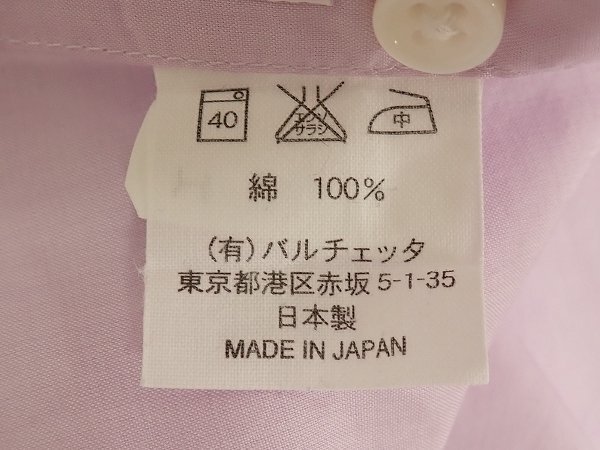 40 エンソサラシ 中
綿 100%
(有)バルチェッタ
東京都港区赤坂 5-1-35
日本製
MADE IN JAPAN